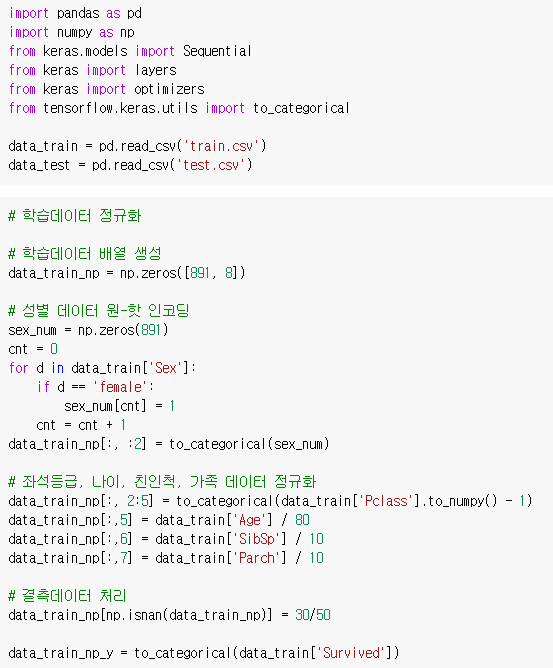 import pandas as pd
import numpy as np
from keras.models import Sequential
from keras import layers
from keras import optimizers
from tensorflow.keras.utils import to_categorical

data_train = pd.read_csv('train.csv')
data_test = pd.read_csv('test.csv')

# 학습데이터 정규화

# 학습데이터 배열 생성
data_train_np = np.zeros([891, 8])

# 성별 데이터 원-핫 인코딩
sex_num = np.zeros(891)
cnt = 0
for d in data_train['Sex']:
    if d == 'female':
        sex_num[cnt] = 1
    cnt = cnt + 1
data_train_np[:, :2] = to_categorical(sex_num)

# 좌석등급, 나이, 친인척, 가족 데이터 정규화
data_train_np[:, 2:5] = to_categorical(data_train['Pclass'].to_numpy() - 1)
data_train_np[:,5] = data_train['Age'] / 80
data_train_np[:,6] = data_train['SibSp'] / 10
data_train_np[:,7] = data_train['Parch'] / 10

# 결측데이터 처리
data_train_np[np.isnan(data_train_np)] = 30/50

data_train_np_y = to_categorical(data_train['Survived'])